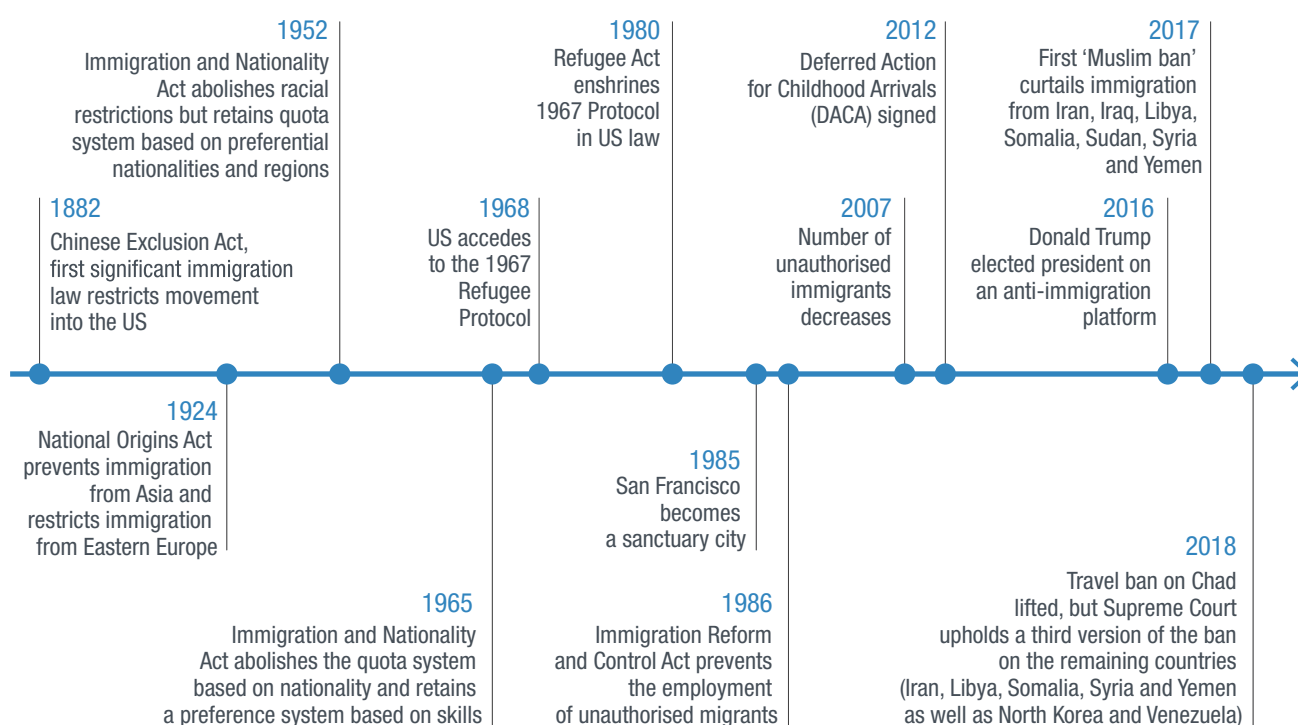 1952
Immigration and Nationality
Act abolishes racial
restrictions but retains quota
system based on preferential
nationalities and regions
1980
Refugee Act
enshrines
1967 Protocol
in US law
2012
Deferred Action
for Childhood Arrivals
(DACA) signed
2017
First ‘Muslim ban’
curtails immigration
from Iran, Iraq, Libya,
Somalia, Sudan, Syria
and Yemen
1882
Chinese Exclusion Act,
first significant immigration
law restricts movement
into the US
1968
US accedes
to the 1967
Refugee
Protocol
2007
Number of
unauthorised
immigrants
decreases
2016
Donald Trump
elected president on
an anti-immigration
platform
1924
National Origins Act
prevents immigration
from Asia and
restricts immigration
from Eastern Europe
1985
San Francisco
becomes
a sanctuary city
1965
Immigration and Nationality
Act abolishes the quota system
based on nationality and retains
a preference system based on skills
1986
Immigration Reform
and Control Act prevents
the employment
of unauthorised migrants
2018
Travel ban on Chad
lifted, but Supreme Court
upholds a third version of the ban
on the remaining countries
(Iran, Libya, Somalia, Syria and Yemen
as well as North Korea and Venezuela)